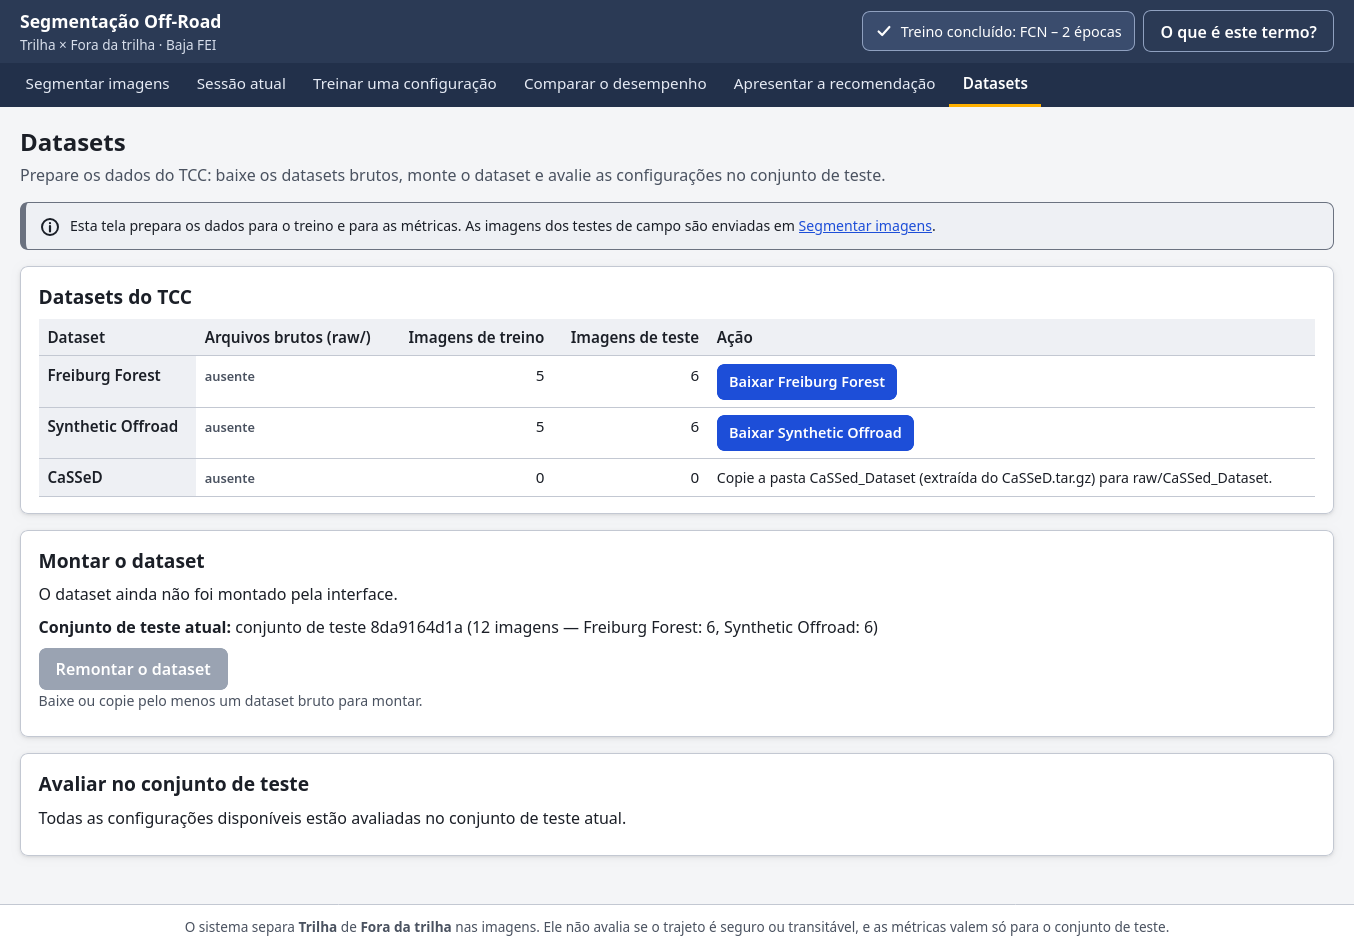 Segmentação Off-Road
Trilha × Fora da trilha · Baja FEI
Treino concluído: FCN – 2 épocas
O que é este termo?
Segmentar imagens
Sessão atual
Treinar uma configuração
Comparar o desempenho
Apresentar a recomendação
Datasets
Datasets
Prepare os dados do TCC: baixe os datasets brutos, monte o dataset e avalie as configurações no conjunto de teste.
Esta tela prepara os dados para o treino e para as métricas. As imagens dos testes de campo são enviadas em Segmentar imagens.
Datasets do TCC
Dataset Arquivos brutos (raw/) Imagens de treino Imagens de teste Ação
Freiburg Forest ausente 5 6 Baixar Freiburg Forest
Synthetic Offroad ausente 5 6 Baixar Synthetic Offroad
CaSSeD ausente 0 0 Copie a pasta CaSSed_Dataset (extraída do CaSSeD.tar.gz) para raw/CaSSed_Dataset.
Montar o dataset
O dataset ainda não foi montado pela interface.
Conjunto de teste atual: conjunto de teste 8da9164d1a (12 imagens — Freiburg Forest: 6, Synthetic Offroad: 6)
Remontar o dataset
Baixe ou copie pelo menos um dataset bruto para montar.
Avaliar no conjunto de teste
Todas as configurações disponíveis estão avaliadas no conjunto de teste atual.
O sistema separa Trilha de Fora da trilha nas imagens. Ele não avalia se o trajeto é seguro ou transitável, e as métricas valem só para o conjunto de teste.